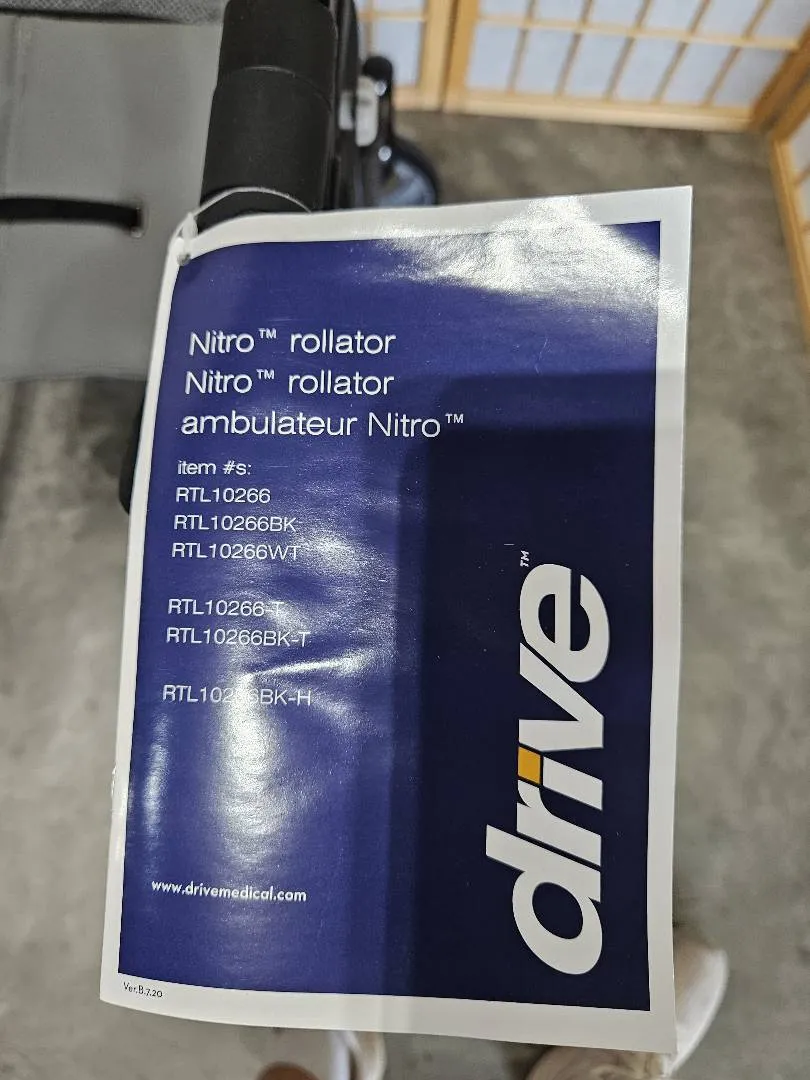 Nitro™ rollator
Nitro™ rollator
ambulateur Nitro™
item #s:
RTL10266
RTL10266BK
RTL10266WT
RTL10266-T
RTL10266BK-T
RTL10266BK-H
www.drivemedical.com
drive™
Ver.B.7.20